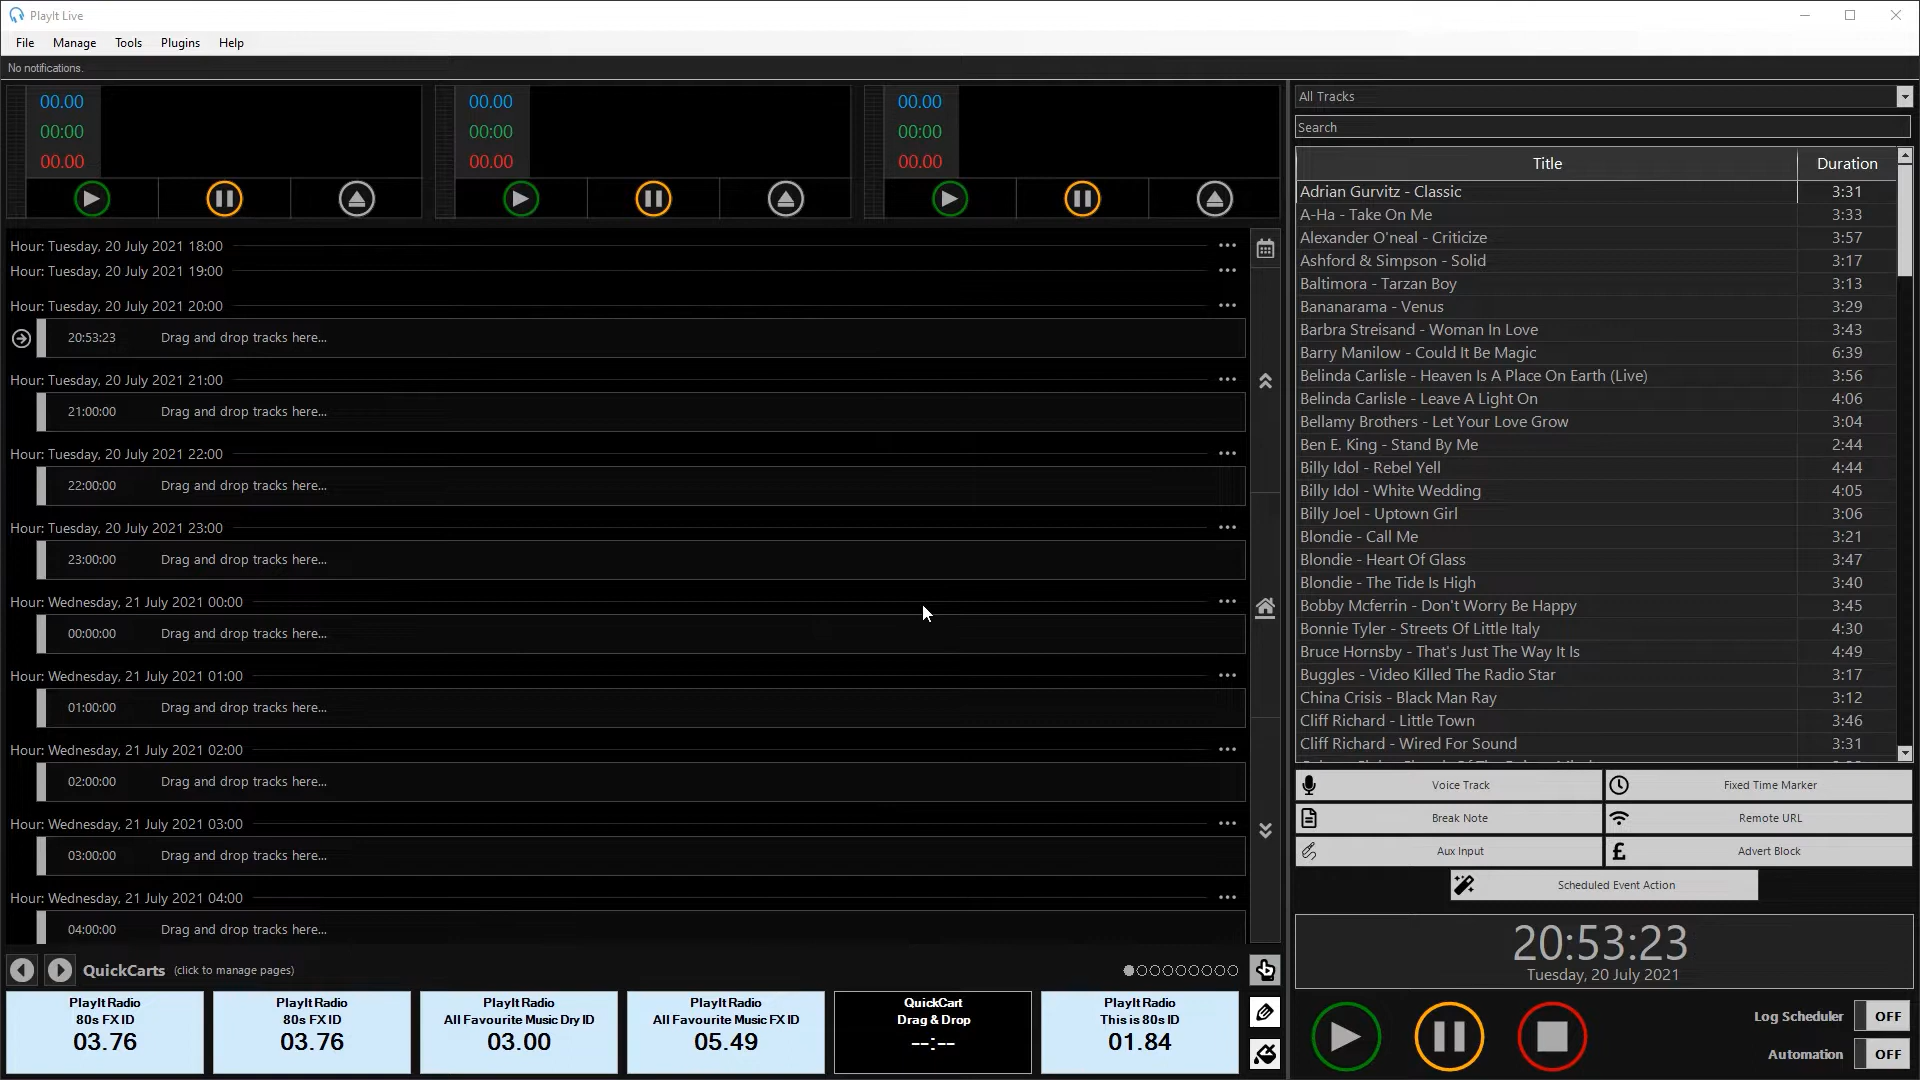 PlayIt Live
File Manage Tools Plugins Help
No notifications.
00.00
00:00
00.00
00.00
00:00
00.00
00.00
00:00
00.00
Hour: Tuesday, 20 July 2021 18:00
Hour: Tuesday, 20 July 2021 19:00
Hour: Tuesday, 20 July 2021 20:00
20:53:23 Drag and drop tracks here...
Hour: Tuesday, 20 July 2021 21:00
21:00:00 Drag and drop tracks here...
Hour: Tuesday, 20 July 2021 22:00
22:00:00 Drag and drop tracks here...
Hour: Tuesday, 20 July 2021 23:00
23:00:00 Drag and drop tracks here...
Hour: Wednesday, 21 July 2021 00:00
00:00:00 Drag and drop tracks here...
Hour: Wednesday, 21 July 2021 01:00
01:00:00 Drag and drop tracks here...
Hour: Wednesday, 21 July 2021 02:00
02:00:00 Drag and drop tracks here...
Hour: Wednesday, 21 July 2021 03:00
03:00:00 Drag and drop tracks here...
Hour: Wednesday, 21 July 2021 04:00
04:00:00 Drag and drop tracks here...
QuickCarts (click to manage pages)
PlayIt Radio
80s FX ID
03.76
PlayIt Radio
80s FX ID
03.76
PlayIt Radio
All Favourite Music Dry ID
03.00
PlayIt Radio
All Favourite Music FX ID
05.49
QuickCart
Drag & Drop
--:--
PlayIt Radio
This is 80s ID
01.84
All Tracks
Search
Title Duration
Adrian Gurvitz - Classic 3:31
A-Ha - Take On Me 3:33
Alexander O'neal - Criticize 3:57
Ashford & Simpson - Solid 3:17
Baltimora - Tarzan Boy 3:13
Bananarama - Venus 3:29
Barbra Streisand - Woman In Love 3:43
Barry Manilow - Could It Be Magic 6:39
Belinda Carlisle - Heaven Is A Place On Earth (Live) 3:56
Belinda Carlisle - Leave A Light On 4:06
Bellamy Brothers - Let Your Love Grow 3:04
Ben E. King - Stand By Me 2:44
Billy Idol - Rebel Yell 4:44
Billy Idol - White Wedding 4:05
Billy Joel - Uptown Girl 3:06
Blondie - Call Me 3:21
Blondie - Heart Of Glass 3:47
Blondie - The Tide Is High 3:40
Bobby Mcferrin - Don't Worry Be Happy 3:45
Bonnie Tyler - Streets Of Little Italy 4:30
Bruce Hornsby - That's Just The Way It Is 4:49
Buggles - Video Killed The Radio Star 3:17
China Crisis - Black Man Ray 3:12
Cliff Richard - Little Town 3:46
Cliff Richard - Wired For Sound 3:31
Voice Track Fixed Time Marker
Break Note Remote URL
Aux Input £ Advert Block
Scheduled Event Action
20:53:23
Tuesday, 20 July 2021
Log Scheduler OFF
Automation OFF